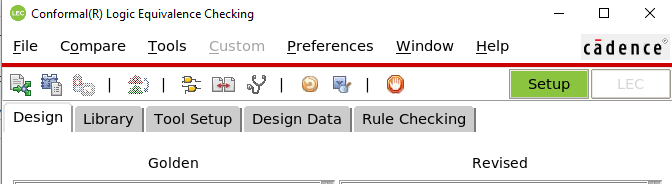 LEC Conformal(R) Logic Equivalence Checking
File Compare Tools Custom Preferences Window Help cādence®
Setup LEC
Design Library Tool Setup Design Data Rule Checking
Golden Revised